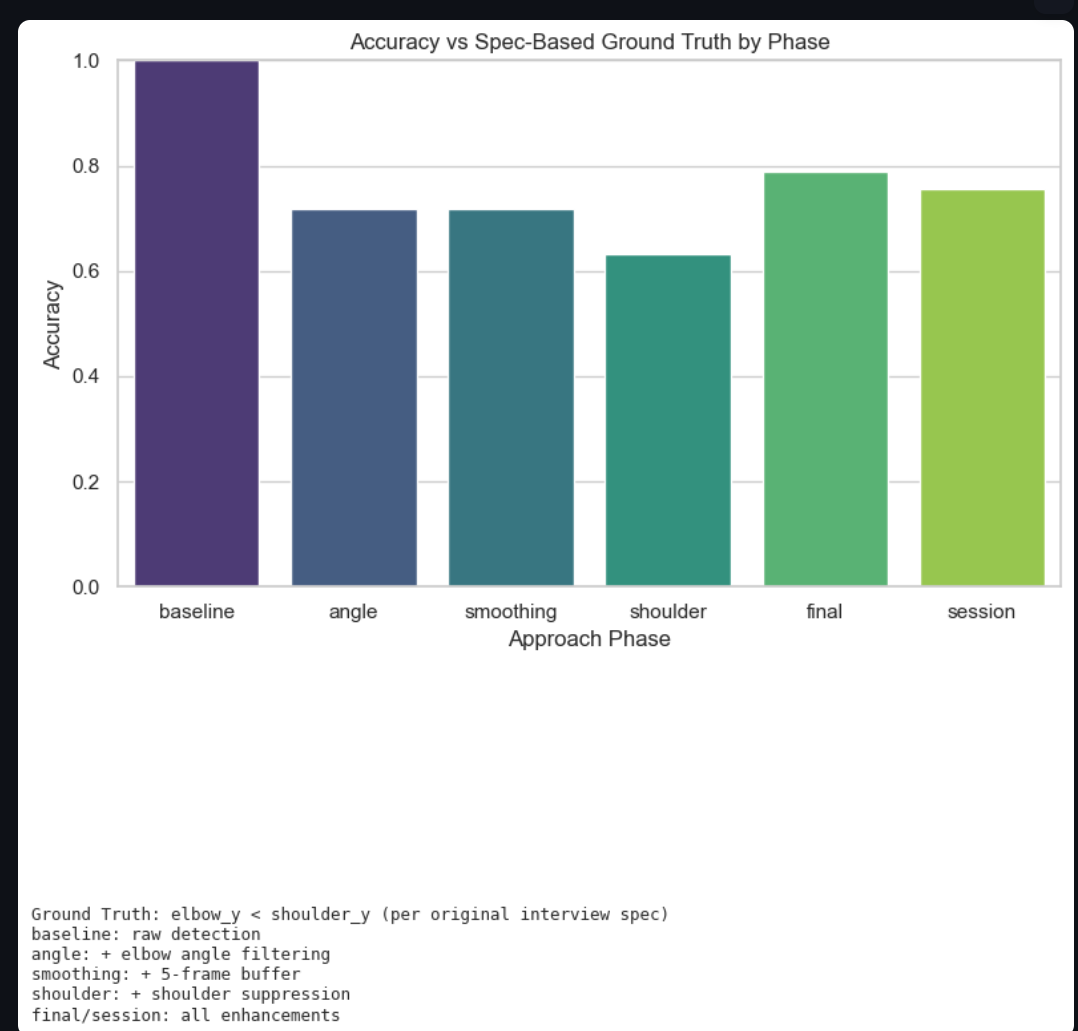 Accuracy vs Spec-Based Ground Truth by Phase
1.0
0.8
0.6
0.4
0.2
0.0
Accuracy
baseline angle smoothing shoulder final session
Approach Phase
Ground Truth: elbow_y < shoulder_y (per original interview spec)
baseline: raw detection
angle: + elbow angle filtering
smoothing: + 5-frame buffer
shoulder: + shoulder suppression
final/session: all enhancements